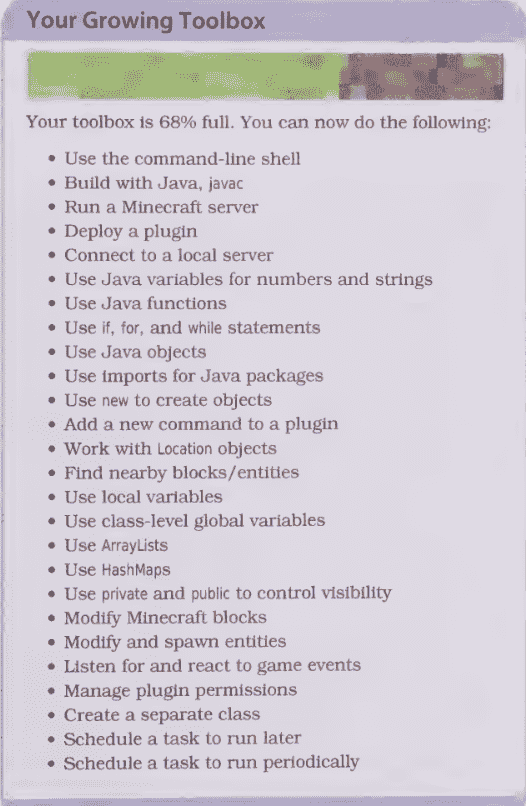 Your Growing Toolbox
Your toolbox is 68% full. You can now do the following:
• Use the command-line shell
• Build with Java, javac
• Run a Minecraft server
• Deploy a plugin
• Connect to a local server
• Use Java variables for numbers and strings
• Use Java functions
• Use if, for, and while statements
• Use Java objects
• Use imports for Java packages
• Use new to create objects
• Add a new command to a plugin
• Work with Location objects
• Find nearby blocks/entities
• Use local variables
• Use class-level global variables
• Use ArrayLists
• Use HashMaps
• Use private and public to control visibility
• Modify Minecraft blocks
• Modify and spawn entities
• Listen for and react to game events
• Manage plugin permissions
• Create a separate class
• Schedule a task to run later
• Schedule a task to run periodically